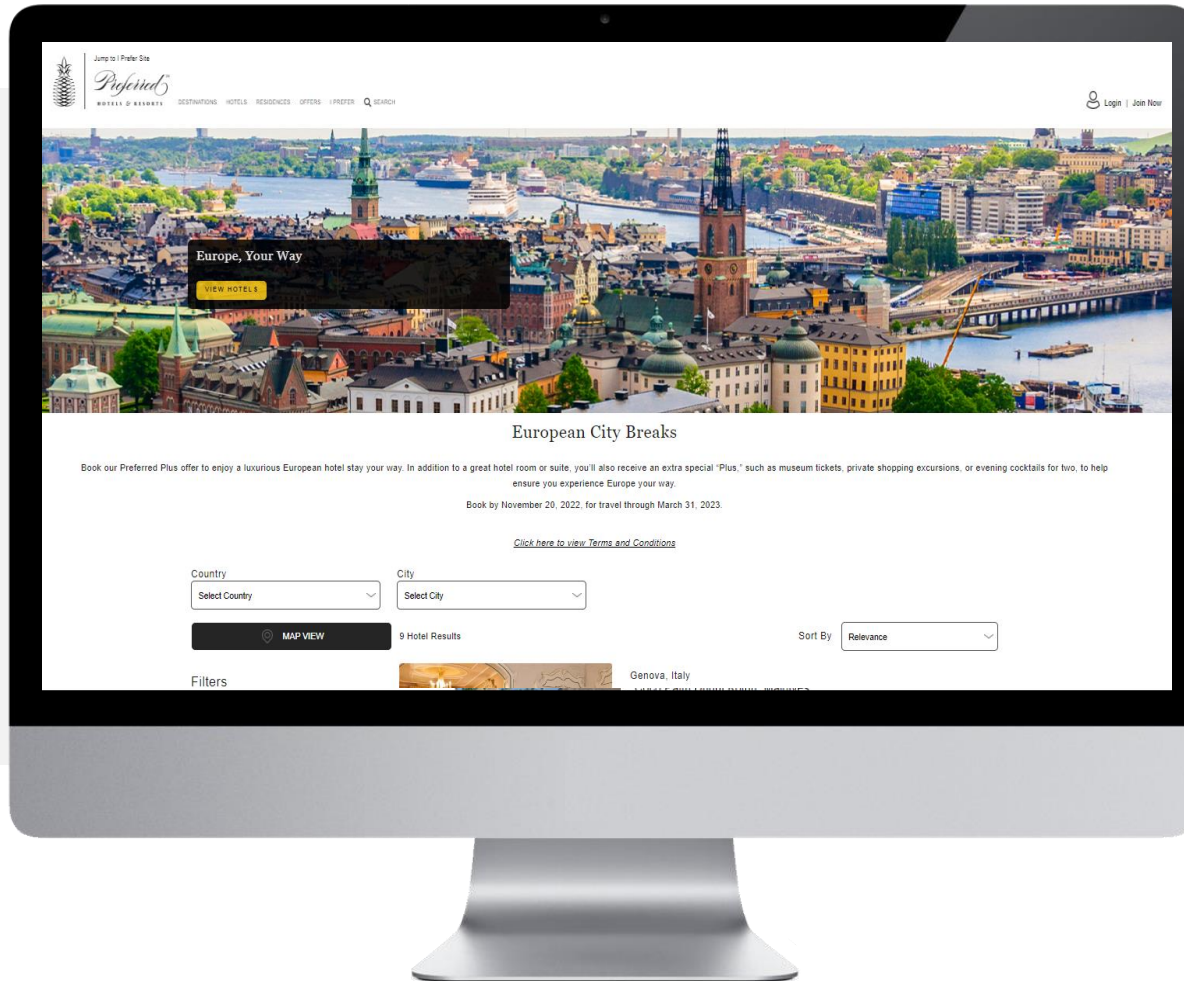 Jump to I Prefer Site
Preferred™
HOTELS & RESORTS
DESTINATIONS HOTELS RESIDENCES OFFERS I PREFER SEARCH
Login | Join Now
Europe, Your Way
VIEW HOTELS
European City Breaks
Book our Preferred Plus offer to enjoy a luxurious European hotel stay your way. In addition to a great hotel room or suite, you'll also receive an extra special "Plus," such as museum tickets, private shopping excursions, or evening cocktails for two, to help
ensure you experience Europe your way.
Book by November 20, 2022, for travel through March 31, 2023.
Click here to view Terms and Conditions
Country City
Select Country Select City
MAP VIEW 9 Hotel Results Sort By Relevance
Filters
Genova, Italy